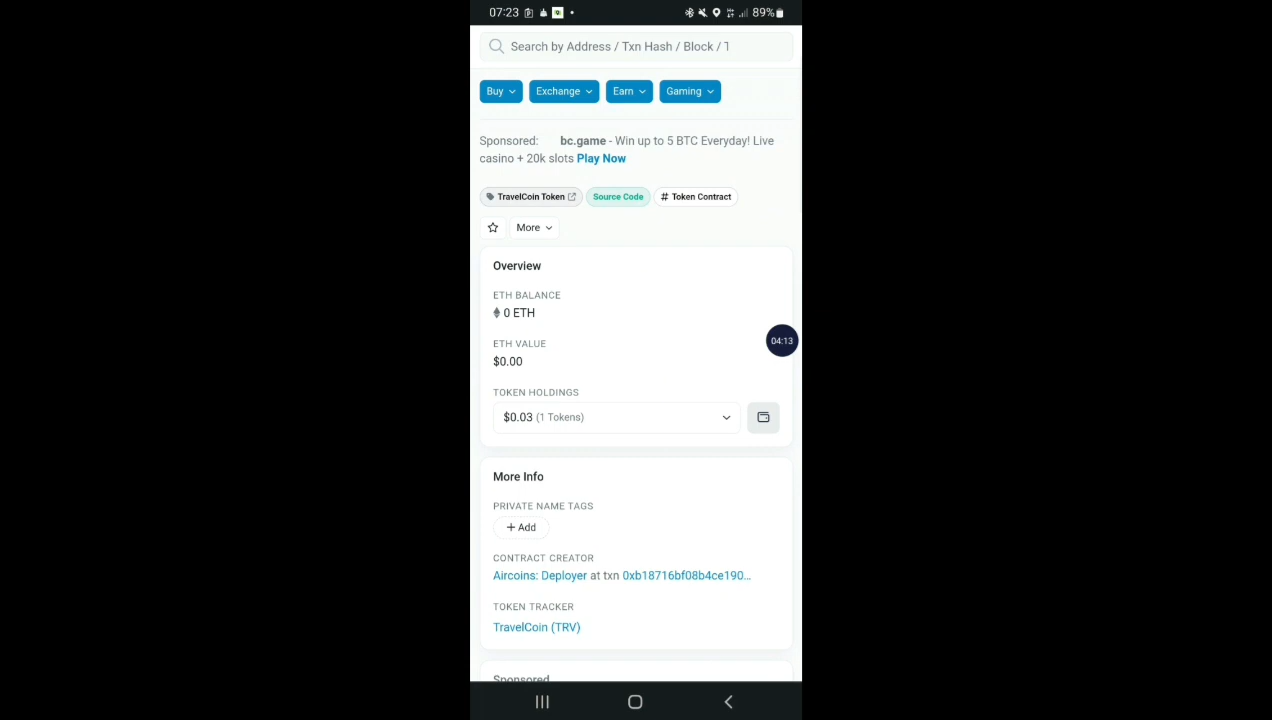 07:23
89%
Search by Address / Txn Hash / Block / T
Buy
Exchange
Earn
Gaming
Sponsored: bc.game - Win up to 5 BTC Everyday! Live
casino + 20k slots Play Now
TravelCoin Token
Source Code
# Token Contract
More
Overview
ETH BALANCE
0 ETH
ETH VALUE
$0.00
04:13
TOKEN HOLDINGS
$0.03 (1 Tokens)
More Info
PRIVATE NAME TAGS
+ Add
CONTRACT CREATOR
Aircoins: Deployer at txn 0xb18716bf08b4ce190...
TOKEN TRACKER
TravelCoin (TRV)
Sponsored